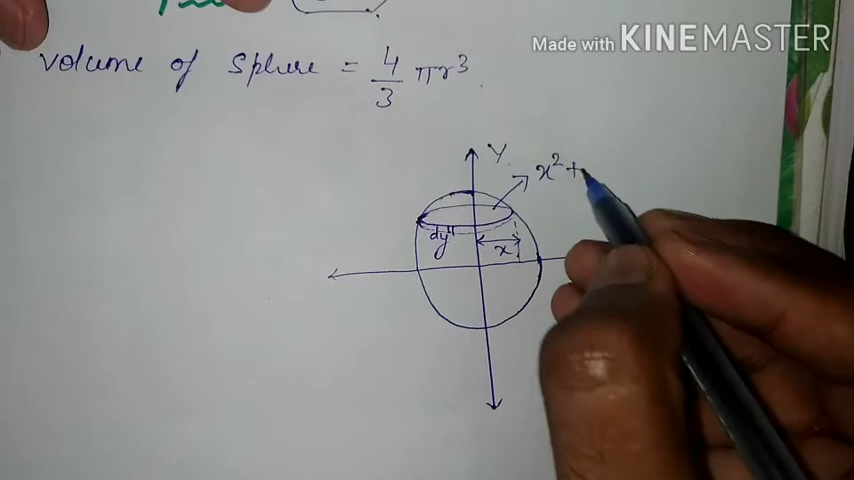 Made with KINEMASTER
volume of sphere = 4/3 πr³
Y
x² +
dy
x